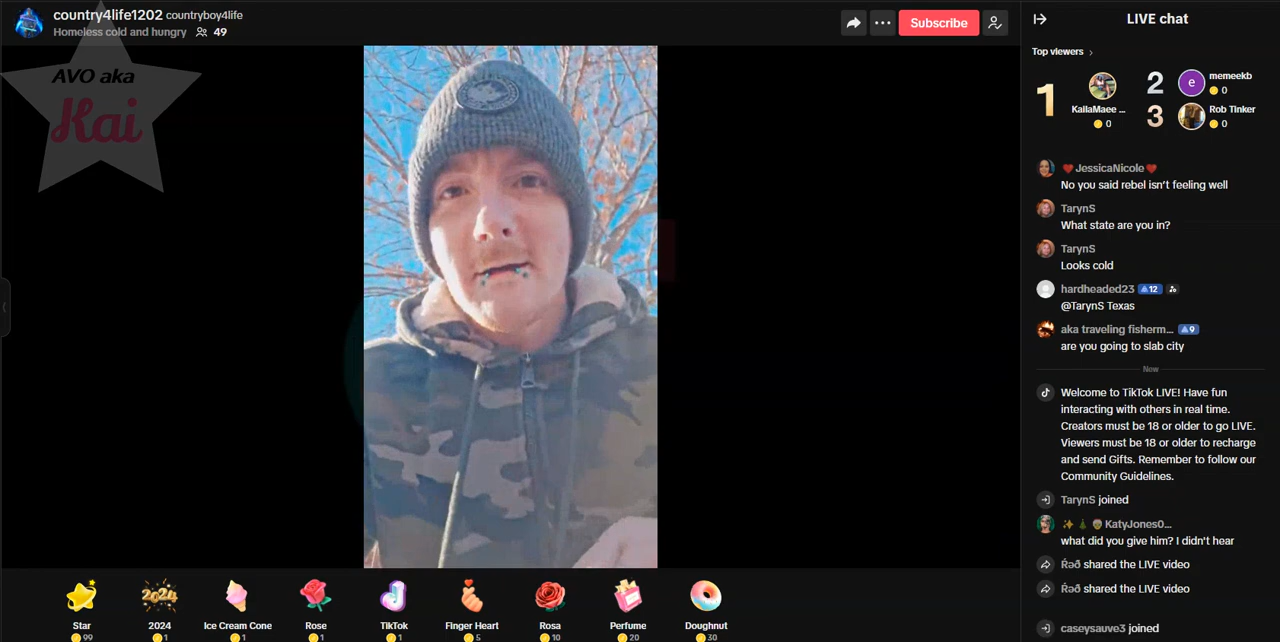 country4life1202 countryboy4life
Homeless cold and hungry 49
Subscribe
AVO aka
Kai
LIVE chat
Top viewers
1
KailaMaee ...
0
2
e
memeekb
0
3
Rob Tinker
0
JessicaNicole
No you said rebel isn't feeling well
TarynS
What state are you in?
TarynS
Looks cold
hardheaded23 12
@TarynS Texas
aka traveling fisherm... 9
are you going to slab city
Now
Welcome to TikTok LIVE! Have fun
interacting with others in real time.
Creators must be 18 or older to go LIVE.
Viewers must be 18 or older to recharge
and send Gifts. Remember to follow our
Community Guidelines.
TarynS joined
KatyJones0...
what did you give him? I didn't hear
shared the LIVE video
shared the LIVE video
caseysauve3 joined
2024
Star
2024
Ice Cream Cone
Rose
TikTok
Finger Heart
Rosa
Perfume
Doughnut
99
1
1
1
1
5
10
20
30